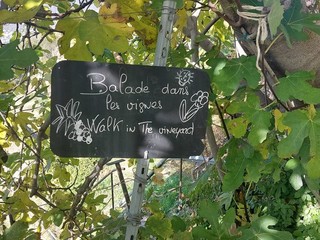 Balade dans
les vignes
Walk in The vineyard